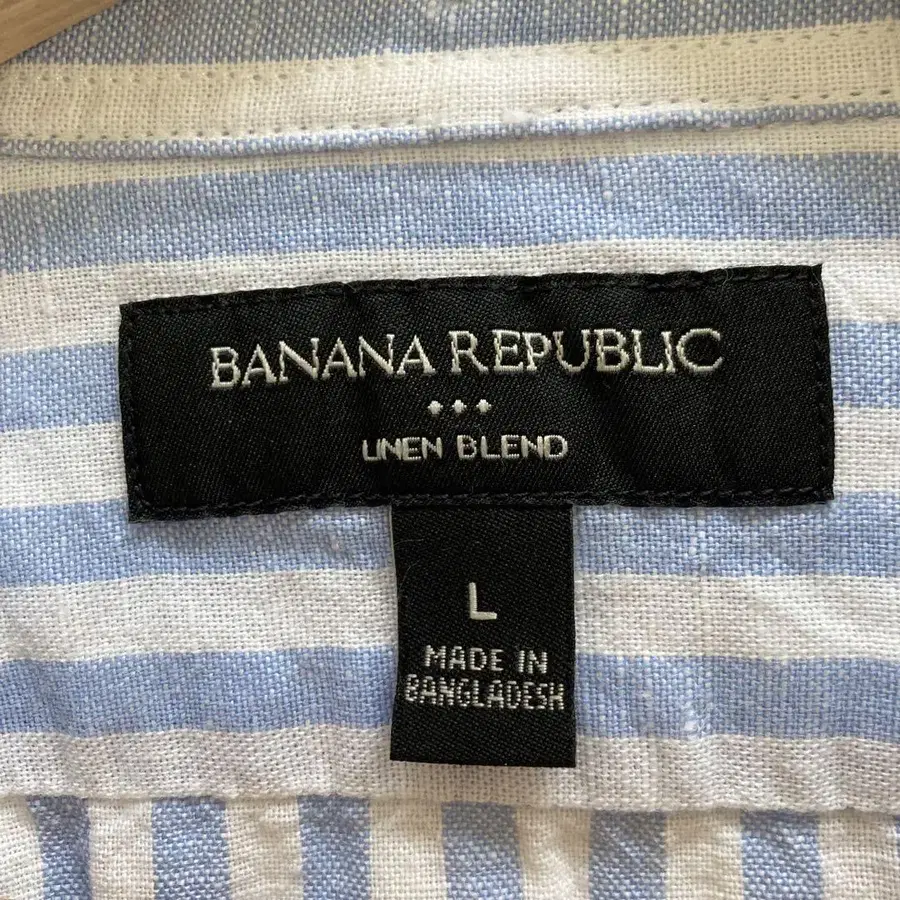 BANANA REPUBLIC
LINEN BLEND
L
MADE IN
BANGLADESH